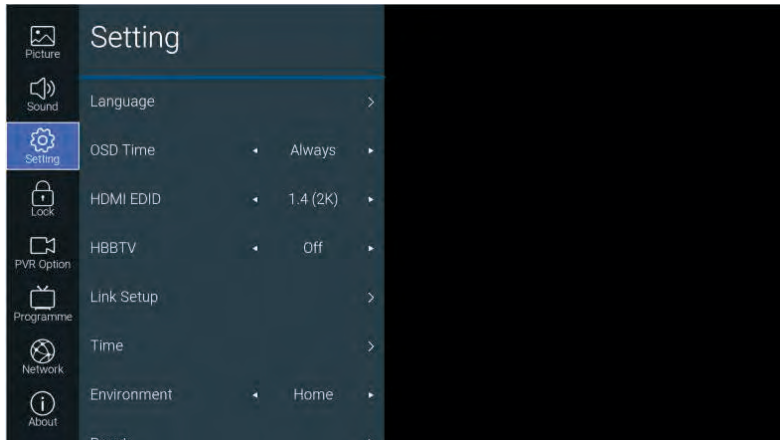 Picture
Sound
Setting
Lock
PVR Option
Programme
Network
About
Setting
Language
OSD Time Always
HDMI EDID 1.4 (2K)
HBBTV Off
Link Setup
Time
Environment Home